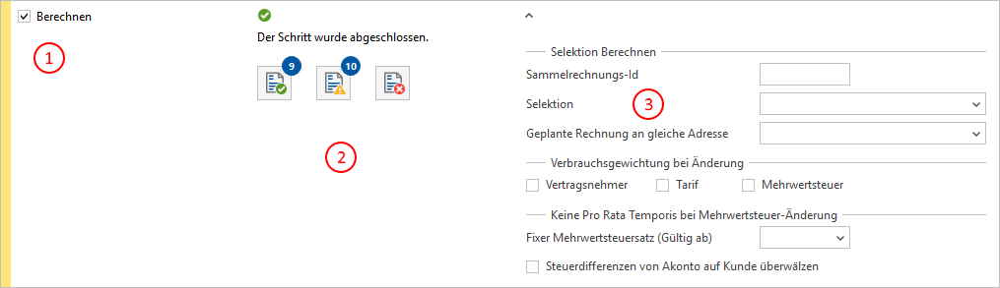 Berechnen
1
Der Schritt wurde abgeschlossen.
9
10
2
Selektion Berechnen
Sammelrechnungs-Id
Selektion
3
Geplante Rechnung an gleiche Adresse
Verbrauchsgewichtung bei Änderung
Vertragsnehmer Tarif Mehrwertsteuer
Keine Pro Rata Temporis bei Mehrwertsteuer-Änderung
Fixer Mehrwertsteuersatz (Gültig ab)
Steuerdifferenzen von Akonto auf Kunde überwälzen